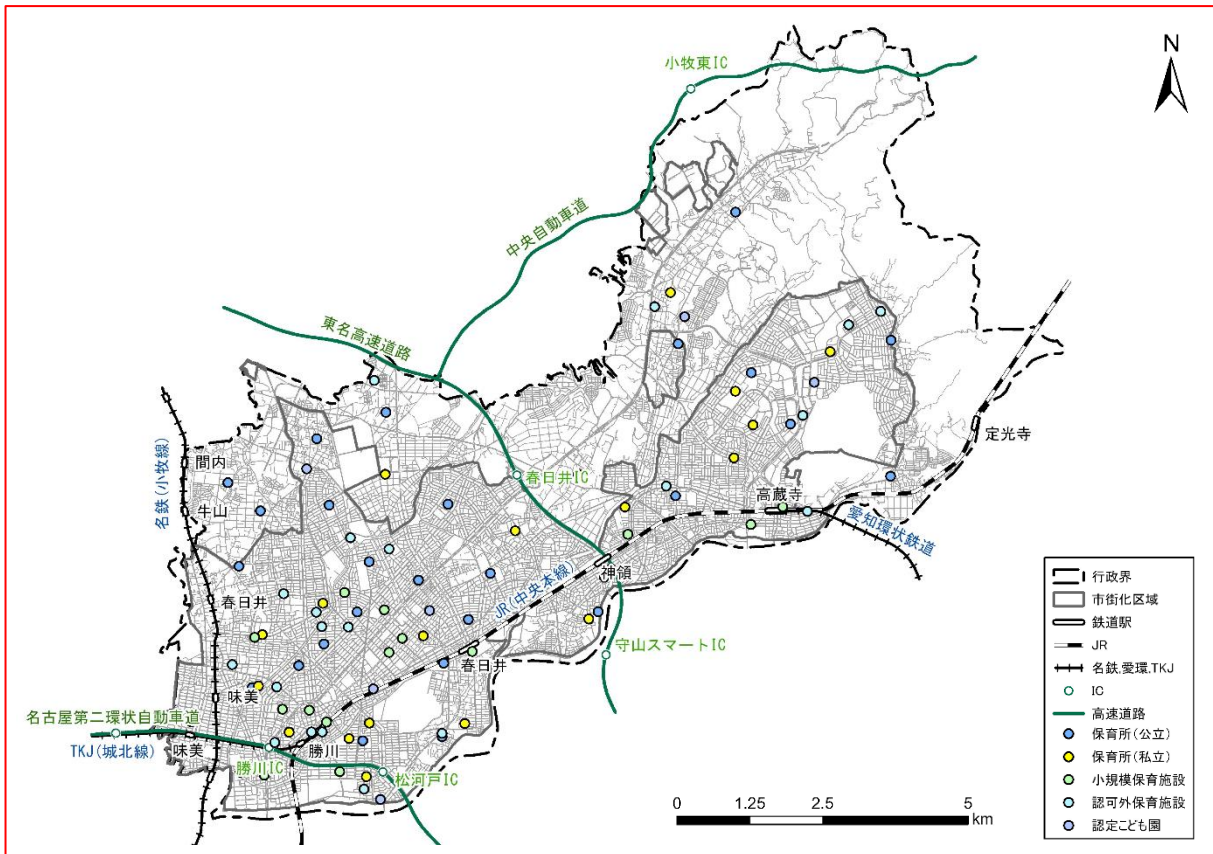 N
小牧東IC
中央自動車道
東名高速道路
名鉄(小牧線)
間内
牛山
春日井IC
定光寺
高蔵寺
愛知環状鉄道
神領
JR(中央本線)
春日井
春日井
守山スマートIC
味美
名古屋第二環状自動車道
TKJ(城北線)
味美
勝川
勝川IC
松河戸IC
行政界
市街化区域
鉄道駅
JR
名鉄,愛環,TKJ
IC
高速道路
保育所(公立)
保育所(私立)
小規模保育施設
認可外保育施設
認定こども園
0 1.25 2.5 5
km